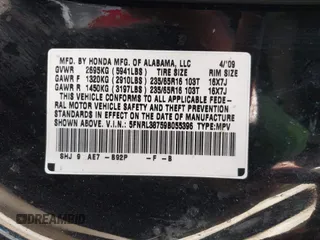 MFD. BY HONDA MFG. OF ALABAMA, LLC 4/'09
GVWR 2695KG (5941LBS) TIRE SIZE RIM SIZE
GAWR F 1320KG (2910LBS) 235/65R16 103T 16X7J
GAWR R 1450KG (3197LBS) 235/65R16 103T 16X7J
THIS VEHICLE CONFORMS TO ALL APPLICABLE FED-
ERAL MOTOR VEHICLE SAFETY AND THEFT PREVENTION
STANDARDS IN EFFECT ON THE DATE OF MANUFACTURE
SHOWN ABOVE. V.I.N.: 5FNRL38759B055396 TYPE: MPV
SHJ 9 AE7 -B92P -F -B
DREAMBID